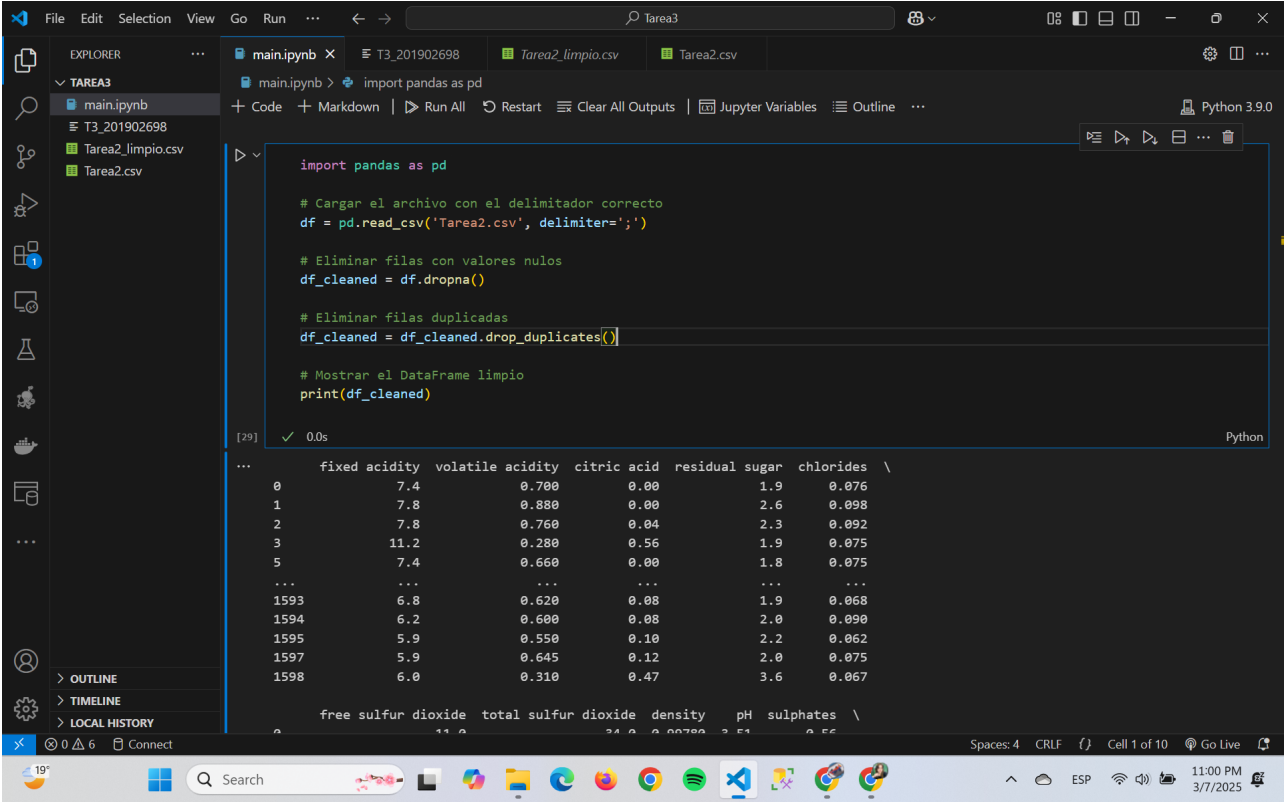 File Edit Selection View Go Run ··· Tarea3
EXPLORER ···
TAREA3
main.ipynb
T3_201902698
Tarea2_limpio.csv
Tarea2.csv
OUTLINE
TIMELINE
LOCAL HISTORY
main.ipynb T3_201902698 Tarea2_limpio.csv Tarea2.csv
main.ipynb > import pandas as pd
+ Code + Markdown | Run All Restart Clear All Outputs | Jupyter Variables Outline ··· Python 3.9.0
import pandas as pd
# Cargar el archivo con el delimitador correcto
df = pd.read_csv('Tarea2.csv', delimiter=';')
# Eliminar filas con valores nulos
df_cleaned = df.dropna()
# Eliminar filas duplicadas
df_cleaned = df_cleaned.drop_duplicates()
# Mostrar el DataFrame limpio
print(df_cleaned)
[29] ✓ 0.0s Python
··· fixed acidity volatile acidity citric acid residual sugar chlorides \
0 7.4 0.700 0.00 1.9 0.076
1 7.8 0.880 0.00 2.6 0.098
2 7.8 0.760 0.04 2.3 0.092
3 11.2 0.280 0.56 1.9 0.075
5 7.4 0.660 0.00 1.8 0.075
... ... ... ... ... ...
1593 6.8 0.620 0.08 1.9 0.068
1594 6.2 0.600 0.08 2.0 0.090
1595 5.9 0.550 0.10 2.2 0.062
1597 5.9 0.645 0.12 2.0 0.075
1598 6.0 0.310 0.47 3.6 0.067
free sulfur dioxide total sulfur dioxide density pH sulphates \
0 11.0 34.0 0.99780 3.51 0.56
0 6 Connect Spaces: 4 CRLF {} Cell 1 of 10 Go Live
19° Search ESP 11:00 PM
3/7/2025
1